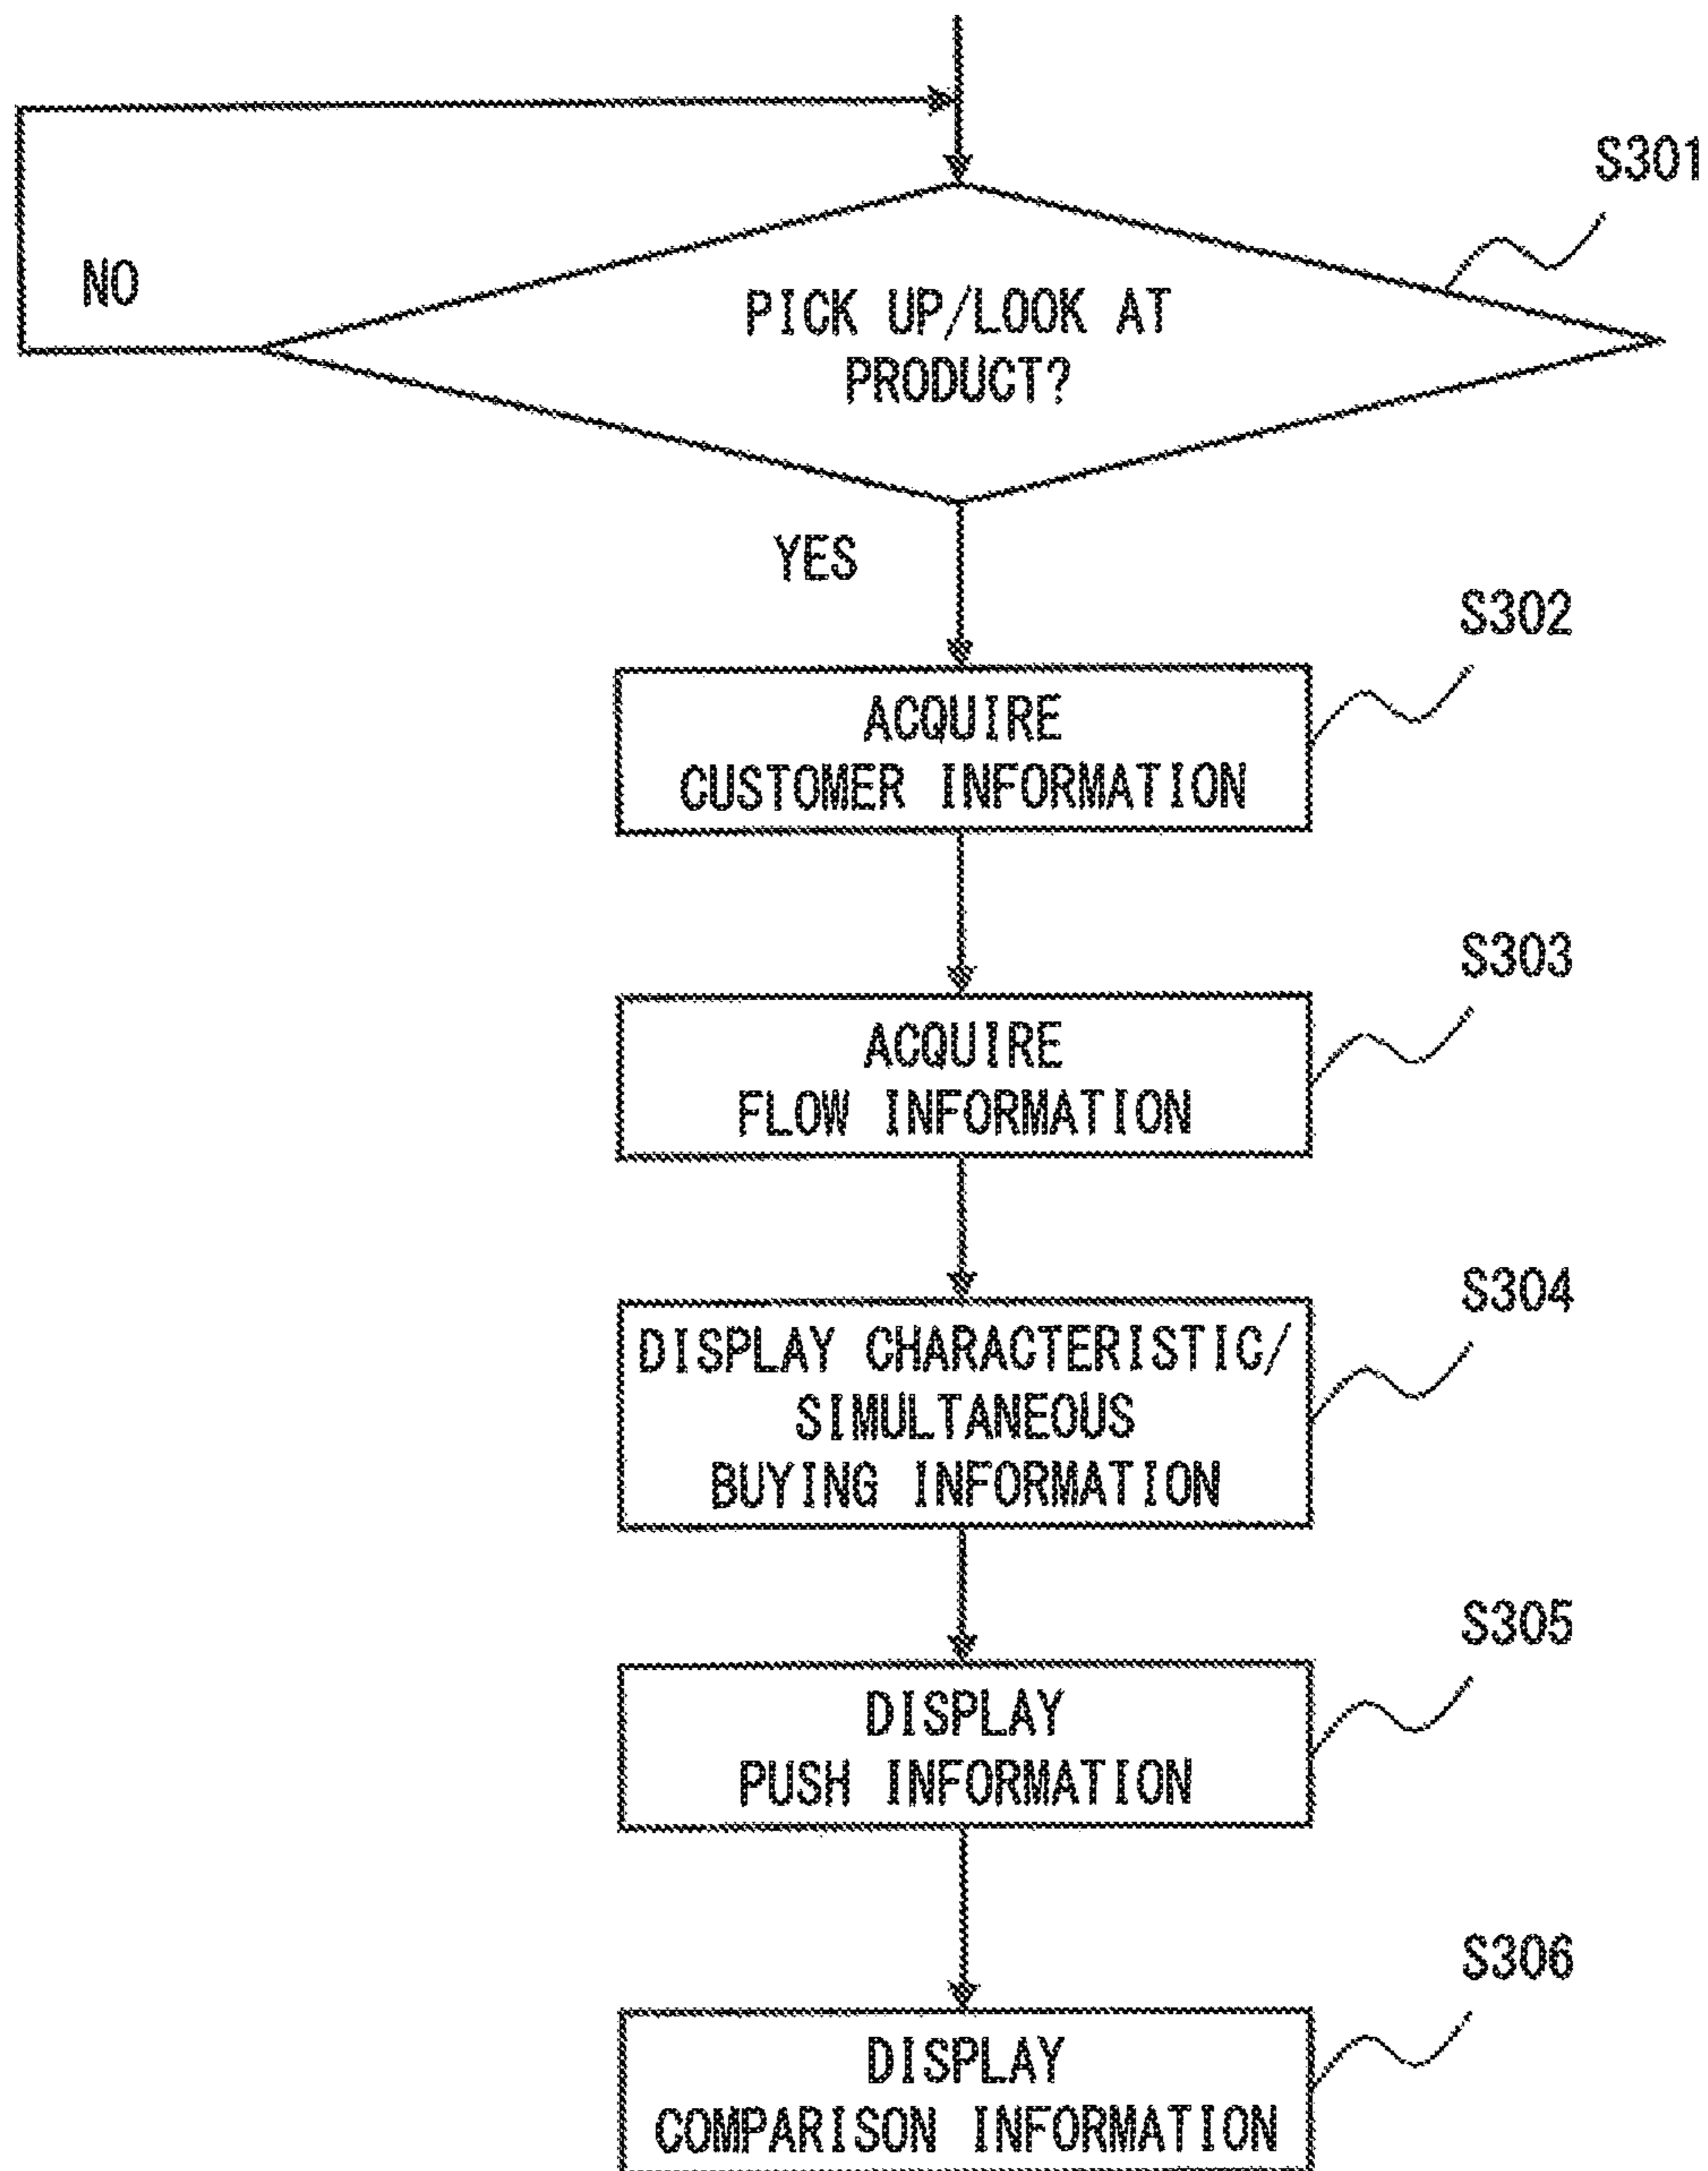 S301
NO
PICK UP/LOOK AT
PRODUCT?
YES
S302
ACQUIRE
CUSTOMER INFORMATION
S303
ACQUIRE
FLOW INFORMATION
S304
DISPLAY CHARACTERISTIC/
SIMULTANEOUS
BUYING INFORMATION
S305
DISPLAY
PUSH INFORMATION
S306
DISPLAY
COMPARISON INFORMATION